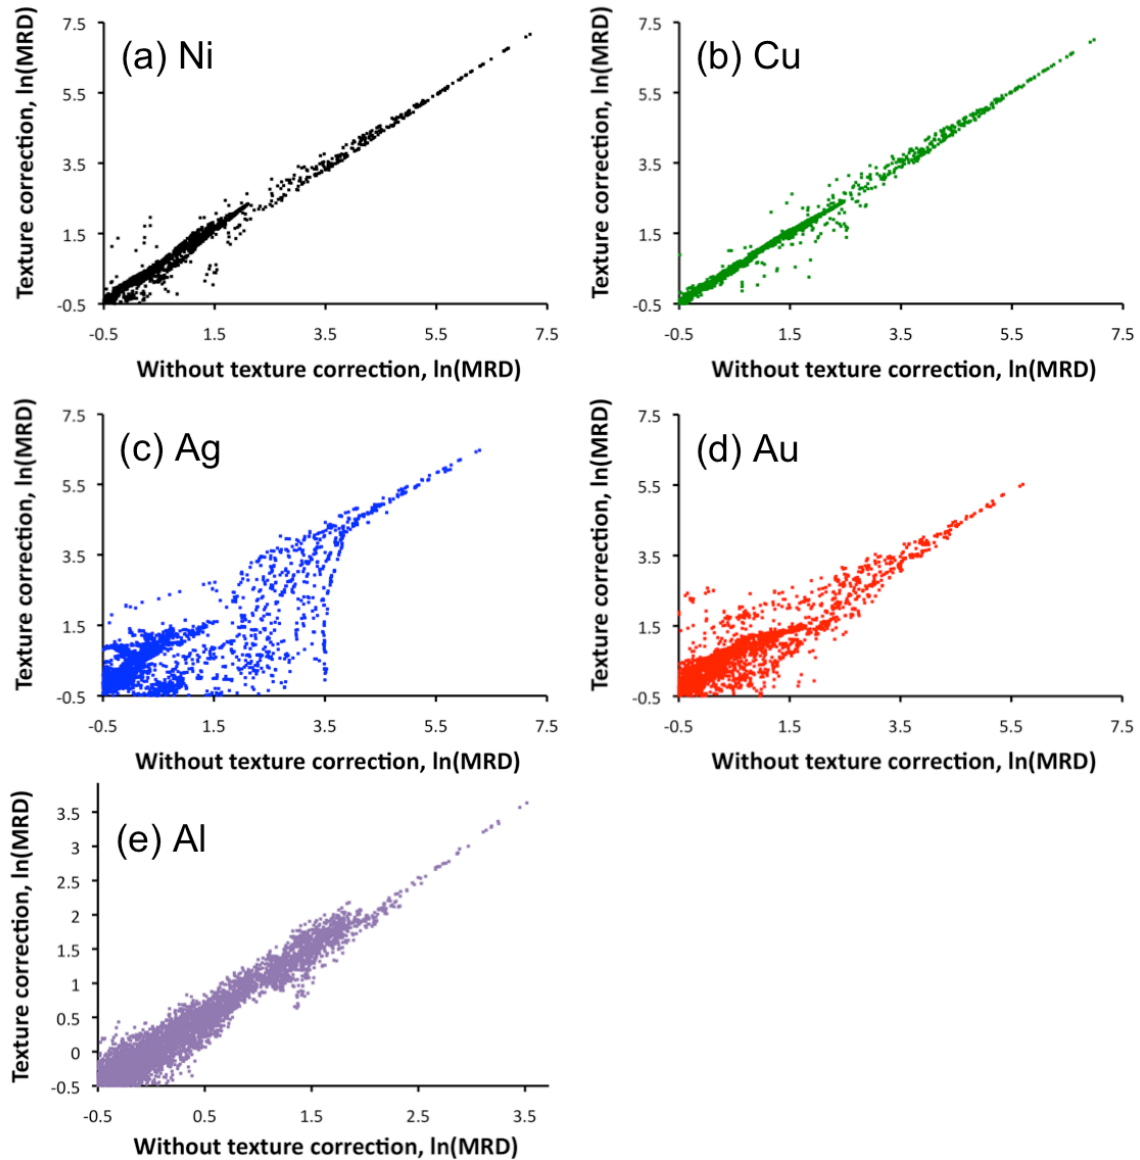 Texture correction, ln(MRD)
(a) Ni
7.5
5.5
3.5
1.5
-0.5
-0.5 1.5 3.5 5.5 7.5
Without texture correction, ln(MRD)
Texture correction, ln(MRD)
(b) Cu
7.5
5.5
3.5
1.5
-0.5
-0.5 1.5 3.5 5.5 7.5
Without texture correction, ln(MRD)
Texture correction, ln(MRD)
(c) Ag
7.5
5.5
3.5
1.5
-0.5
-0.5 1.5 3.5 5.5 7.5
Without texture correction, ln(MRD)
Texture correction, ln(MRD)
(d) Au
7.5
5.5
3.5
1.5
-0.5
-0.5 1.5 3.5 5.5 7.5
Without texture correction, ln(MRD)
Texture correction, ln(MRD)
(e) Al
3.5
3
2.5
2
1.5
1
0.5
0
-0.5
-0.5 0.5 1.5 2.5 3.5
Without texture correction, ln(MRD)